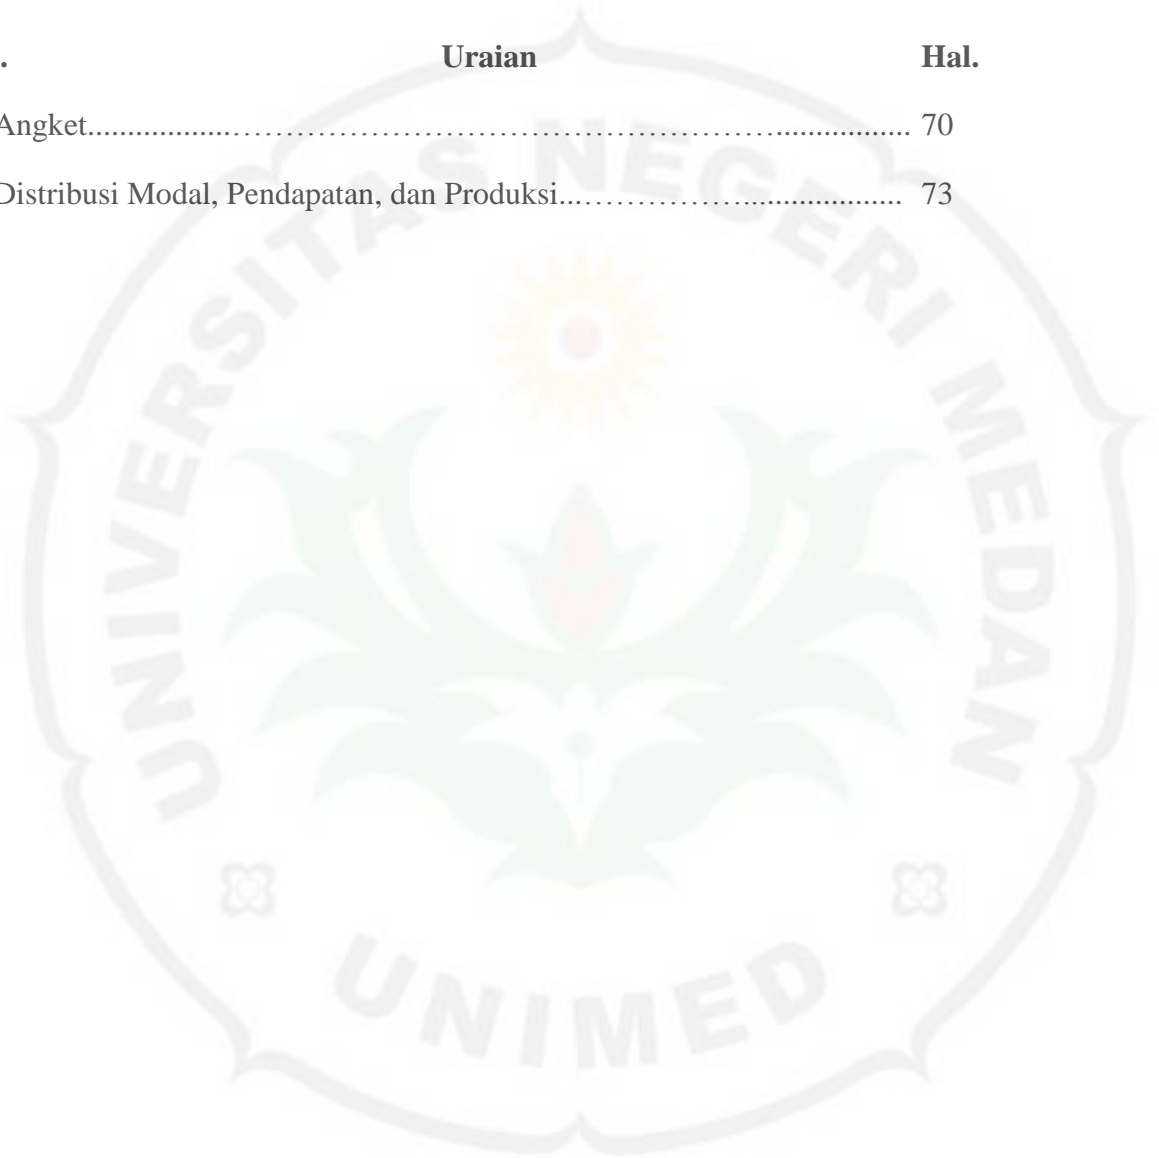 . Uraian Hal.
Angket....................................................................................... 70
Distribusi Modal, Pendapatan, dan Produksi...................................... 73
UNIVERSITAS NEGERI MEDAN
UNIMED